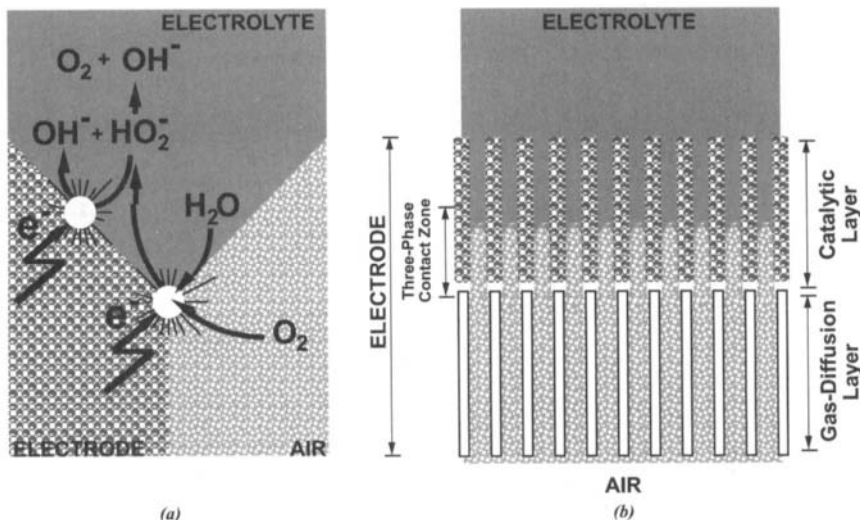 ELECTROLYTE
O₂ + OH⁻
OH⁻ + HO₂⁻
H₂O
e⁻
e⁻
O₂
ELECTRODE
AIR
(a)
ELECTROLYTE
ELECTRODE
Three-Phase
Contact Zone
Catalytic
Layer
Gas-Diffusion
Layer
AIR
(b)